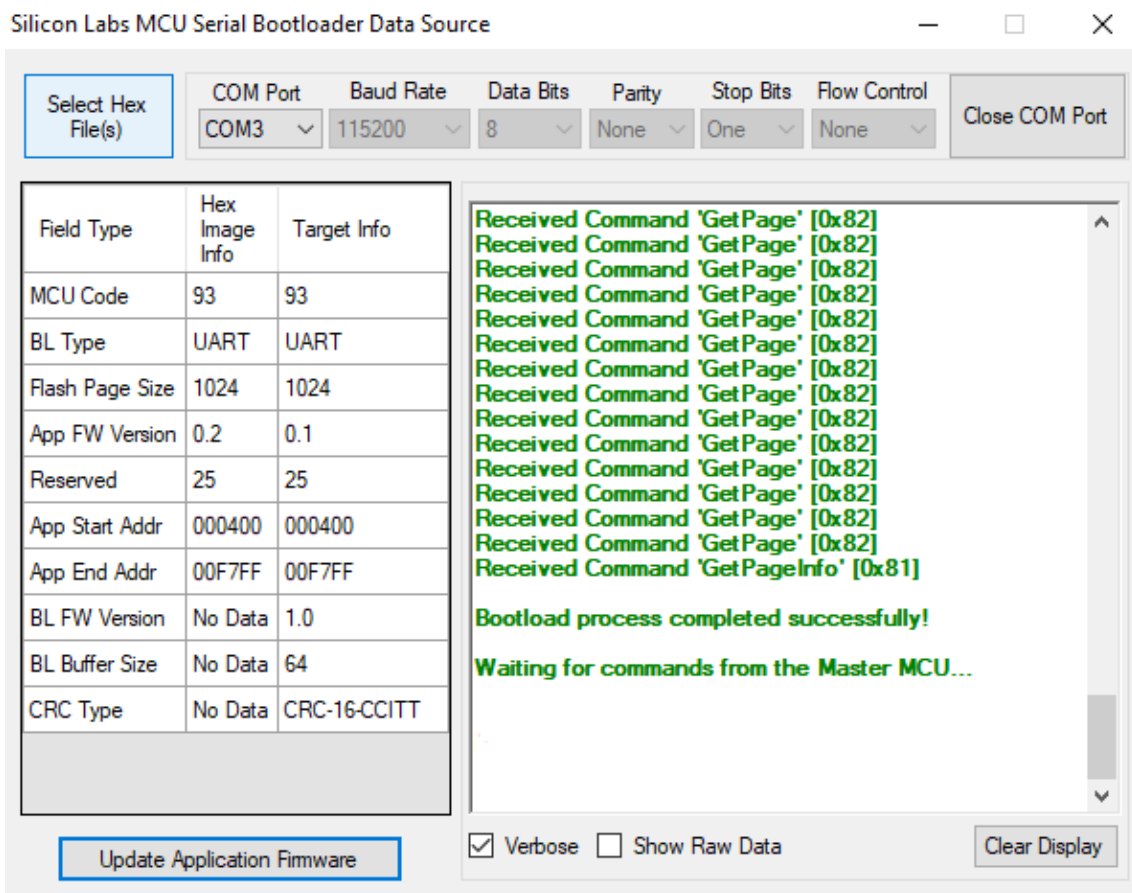 Silicon Labs MCU Serial Bootloader Data Source
Select Hex
File(s)
COM Port Baud Rate Data Bits Parity Stop Bits Flow Control
COM3 115200 8 None One None
Close COM Port
Field Type Hex Image Info Target Info
MCU Code 93 93
BL Type UART UART
Flash Page Size 1024 1024
App FW Version 0.2 0.1
Reserved 25 25
App Start Addr 000400 000400
App End Addr 00F7FF 00F7FF
BL FW Version No Data 1.0
BL Buffer Size No Data 64
CRC Type No Data CRC-16-CCITT
Update Application Firmware
Received Command 'GetPage' [0x82]
Received Command 'GetPage' [0x82]
Received Command 'GetPage' [0x82]
Received Command 'GetPage' [0x82]
Received Command 'GetPage' [0x82]
Received Command 'GetPage' [0x82]
Received Command 'GetPage' [0x82]
Received Command 'GetPage' [0x82]
Received Command 'GetPage' [0x82]
Received Command 'GetPage' [0x82]
Received Command 'GetPage' [0x82]
Received Command 'GetPage' [0x82]
Received Command 'GetPage' [0x82]
Received Command 'GetPage' [0x82]
Received Command 'GetPageInfo' [0x81]
Bootload process completed successfully!
Waiting for commands from the Master MCU...
Verbose Show Raw Data Clear Display